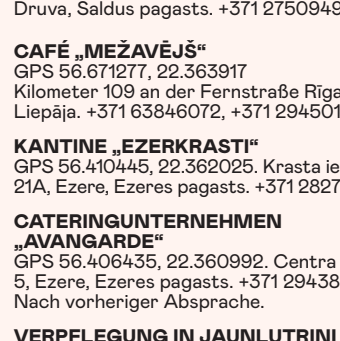 Druva, Saldus pagasts. +371 2750949
CAFÉ „MEŽAVĒJŠ“
GPS 56.671277, 22.363917
Kilometer 109 an der Fernstraße Rīga
Liepāja. +371 63846072, +371 294501
KANTINE „EZERKRASTI“
GPS 56.410445, 22.362025. Krasta ie
21A, Ezere, Ezeres pagasts. +371 2827
CATERINGUNTERNEHMEN
„AVANGARDE“
GPS 56.406435, 22.360992. Centra
5, Ezere, Ezeres pagasts. +371 29438
Nach vorheriger Absprache.
VERPFLEGUNG IN JAUNLUTRIŅI